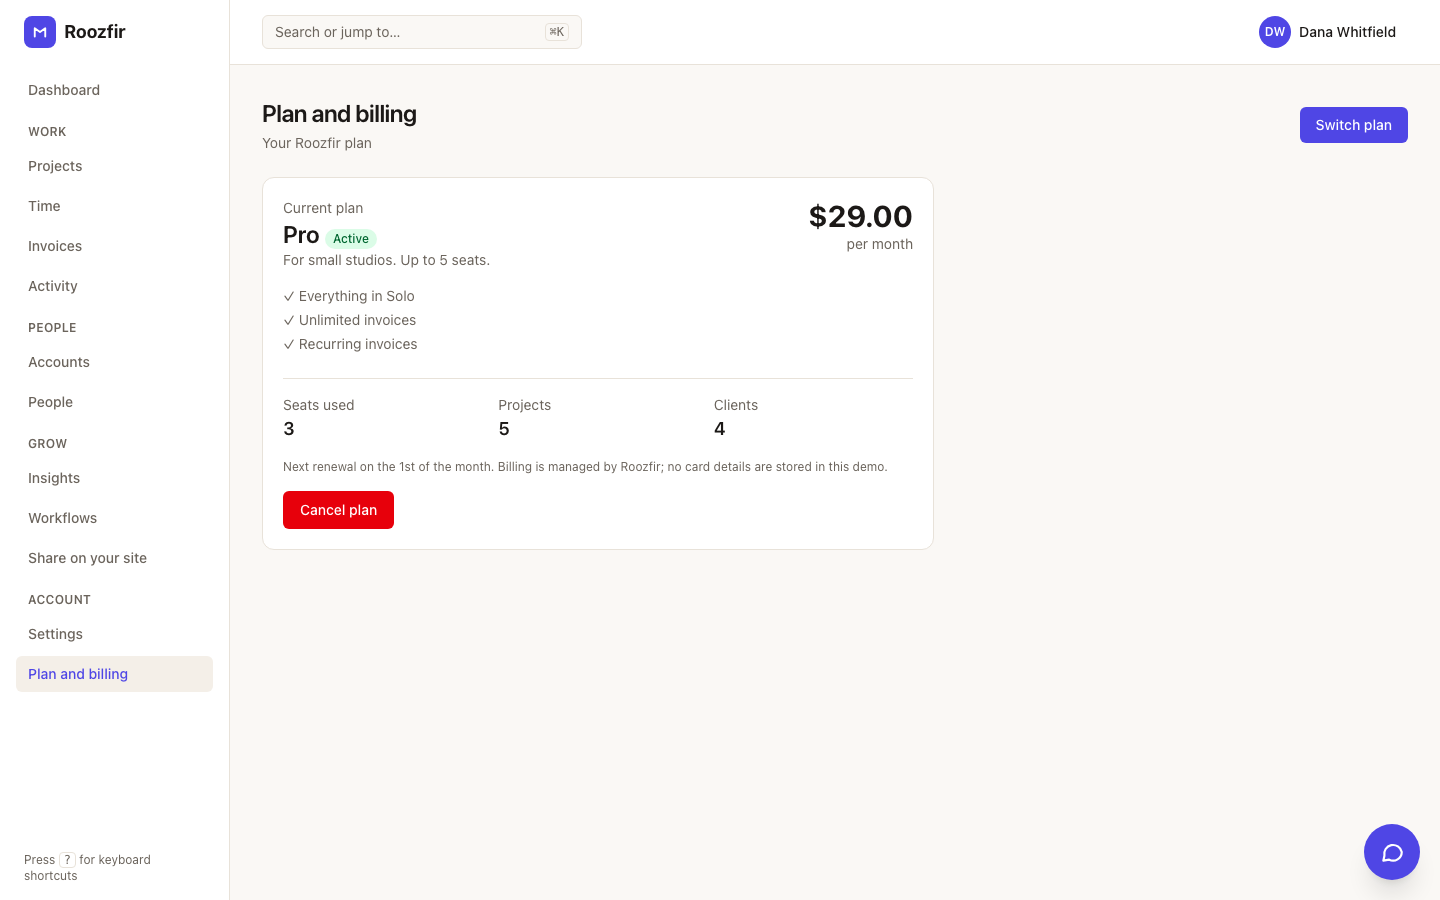 Roozfir
Search or jump to...
⌘K
DW
Dana Whitfield
Dashboard
WORK
Projects
Time
Invoices
Activity
PEOPLE
Accounts
People
GROW
Insights
Workflows
Share on your site
ACCOUNT
Settings
Plan and billing
Press ? for keyboard
shortcuts
Plan and billing
Your Roozfir plan
Switch plan
Current plan
Pro Active
For small studios. Up to 5 seats.
$29.00
per month
✓ Everything in Solo
✓ Unlimited invoices
✓ Recurring invoices
Seats used
3
Projects
5
Clients
4
Next renewal on the 1st of the month. Billing is managed by Roozfir; no card details are stored in this demo.
Cancel plan